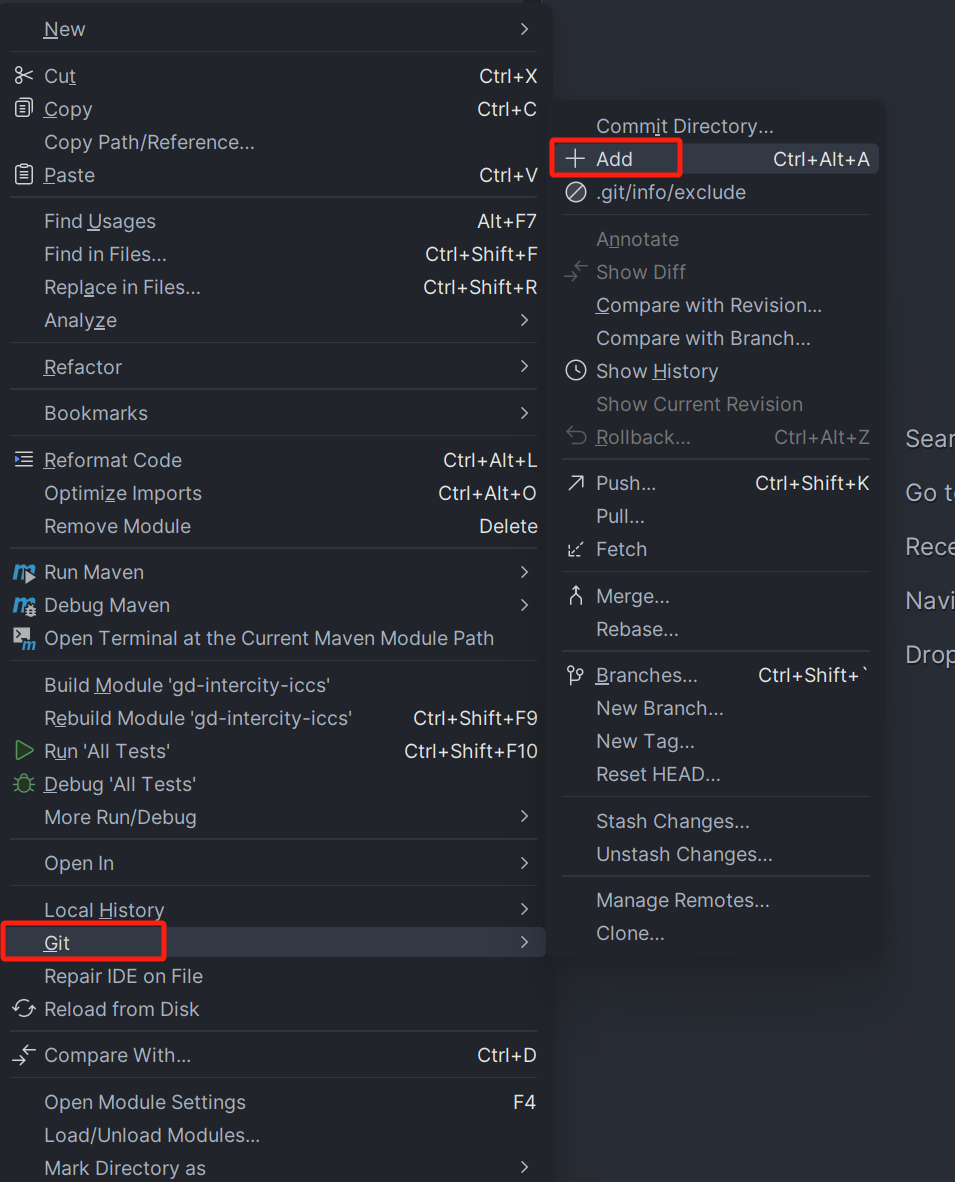 New
Cut Ctrl+X
Copy Ctrl+C
Copy Path/Reference...
Paste Ctrl+V
Find Usages Alt+F7
Find in Files... Ctrl+Shift+F
Replace in Files... Ctrl+Shift+R
Analyze
Refactor
Bookmarks
Reformat Code Ctrl+Alt+L
Optimize Imports Ctrl+Alt+O
Remove Module Delete
Run Maven
Debug Maven
Open Terminal at the Current Maven Module Path
Build Module 'gd-intercity-iccs'
Rebuild Module 'gd-intercity-iccs' Ctrl+Shift+F9
Run 'All Tests' Ctrl+Shift+F10
Debug 'All Tests'
More Run/Debug
Open In
Local History
Git
Repair IDE on File
Reload from Disk
Compare With... Ctrl+D
Open Module Settings F4
Load/Unload Modules...
Mark Directory as
Commit Directory...
Add Ctrl+Alt+A
.git/info/exclude
Annotate
Show Diff
Compare with Revision...
Compare with Branch...
Show History
Show Current Revision
Rollback... Ctrl+Alt+Z
Push... Ctrl+Shift+K
Pull...
Fetch
Merge...
Rebase...
Branches... Ctrl+Shift+`
New Branch...
New Tag...
Reset HEAD...
Stash Changes...
Unstash Changes...
Manage Remotes...
Clone...
Sear
Go t
Rece
Navi
Drop